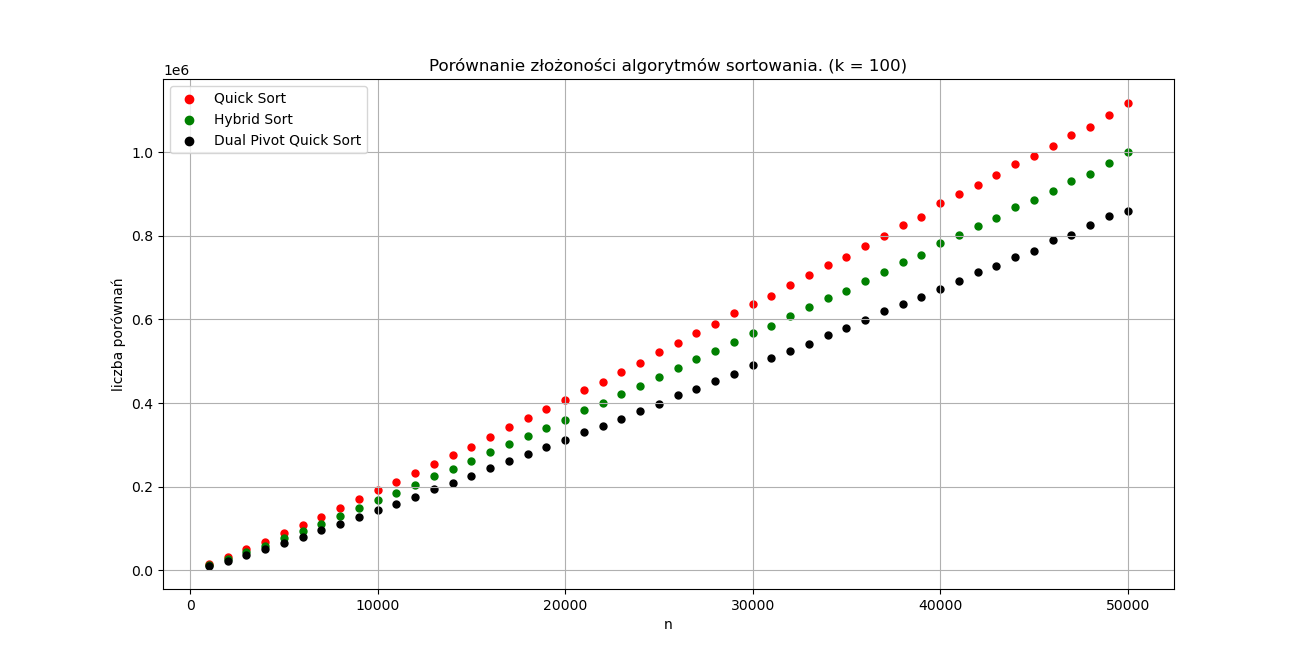 Porównanie złożoności algorytmów sortowania. (k = 100)
1e6
Quick Sort
Hybrid Sort
Dual Pivot Quick Sort
1.0
0.8
0.6
0.4
0.2
0.0
liczba porównań
0 10000 20000 30000 40000 50000
n